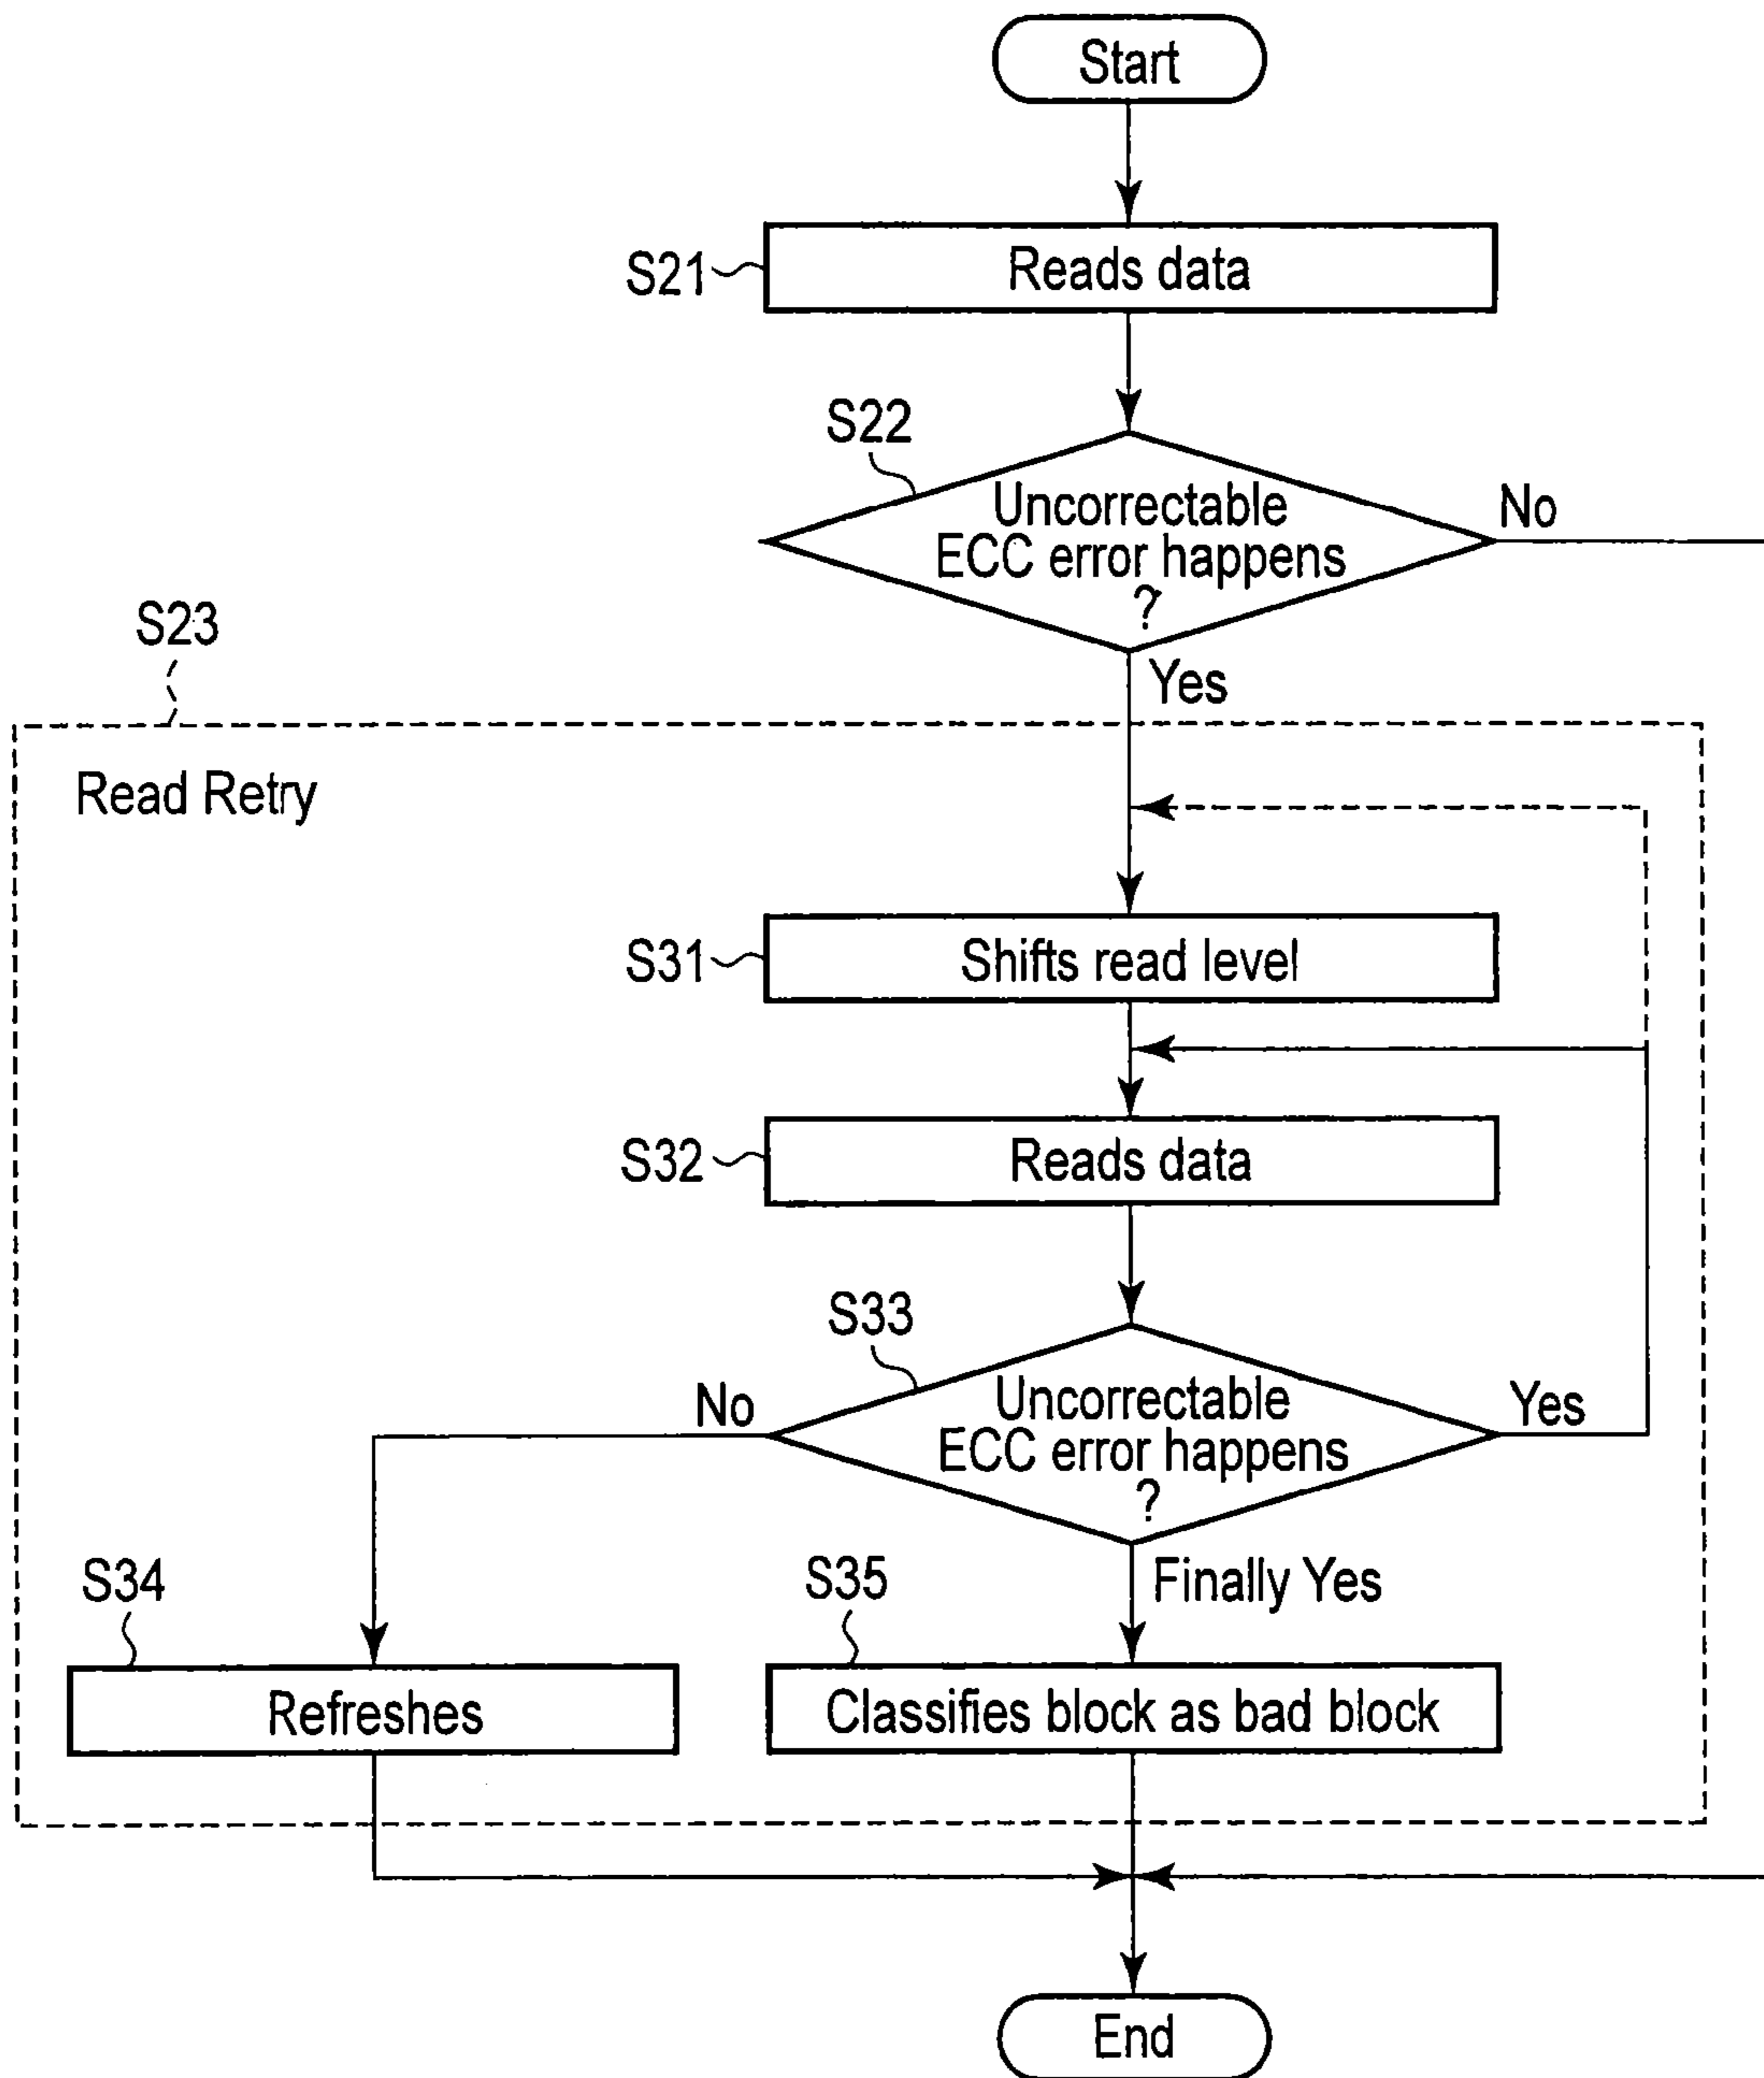 Start
S21
Reads data
S22
Uncorrectable
ECC error happens
?
No
Yes
S23
Read Retry
S31
Shifts read level
S32
Reads data
S33
Uncorrectable
ECC error happens
?
No
Yes
Finally Yes
S34
Refreshes
S35
Classifies block as bad block
End